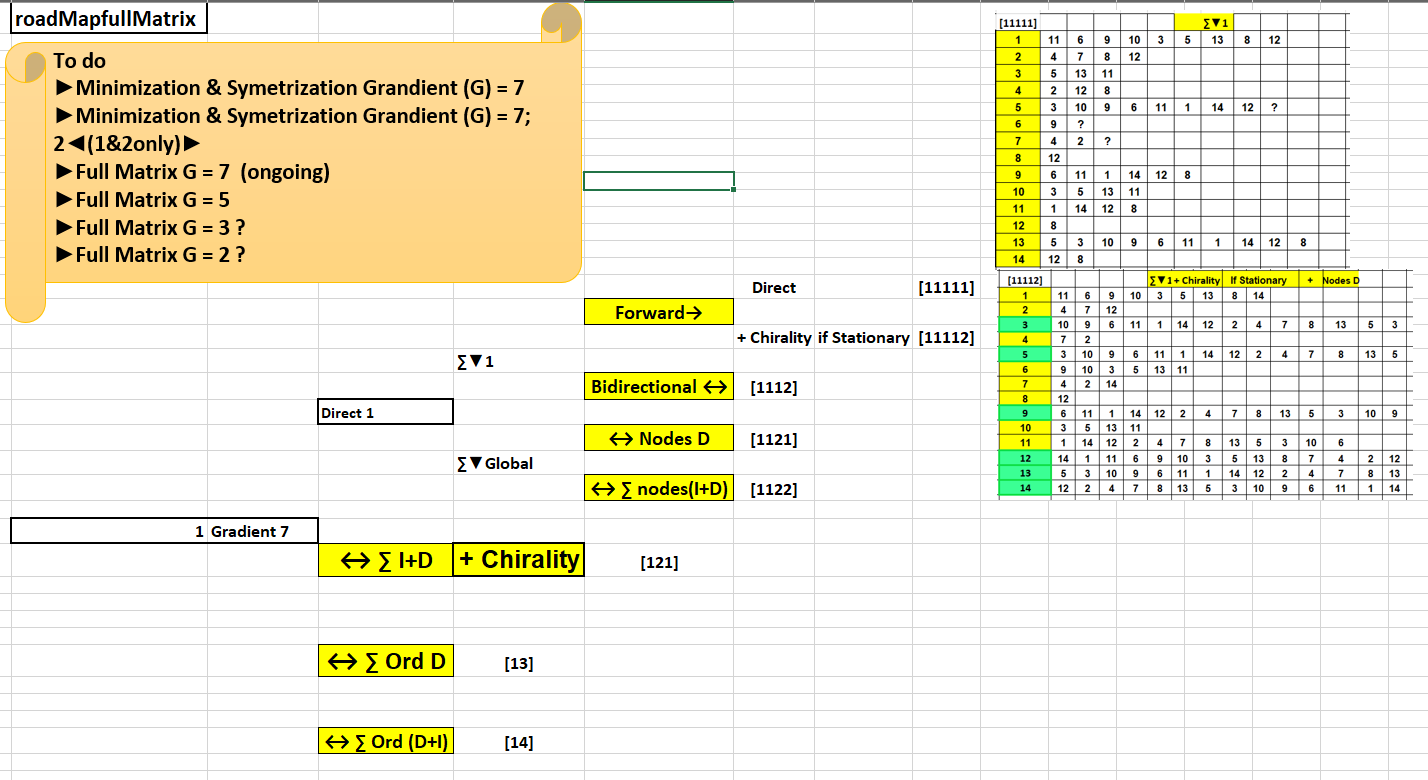 roadMapfullMatrix
To do
►Minimization & Symetrization Grandient (G) = 7
►Minimization & Symetrization Grandient (G) = 7;
2◄(1&2only)►
►Full Matrix G = 7 (ongoing)
►Full Matrix G = 5
►Full Matrix G = 3 ?
►Full Matrix G = 2 ?
[11111] ∑▼1
1 11 6 9 10 3 5 13 8 12
2 4 7 8 12
3 5 13 11
4 2 12 8
5 3 10 9 6 11 1 14 12 ?
6 9 ?
7 4 2 ?
8 12
9 6 11 1 14 12 8
10 3 5 13 11
11 1 14 12 8
12 8
13 5 3 10 9 6 11 1 14 12 8
14 12 8
[11112] ∑▼1+ Chirality If Stationary + Nodes D
1 11 6 9 10 3 5 13 8 14
2 4 7 12
3 10 9 6 11 1 14 12 2 4 7 8 13 5 3
4 7 2
5 3 10 9 6 11 1 14 12 2 4 7 8 13 5
6 9 10 3 5 13 11
7 4 2 14
8 12
9 6 11 1 14 12 2 4 7 8 13 5 3 10 9
10 3 5 13 11
11 1 14 12 2 4 7 8 13 5 3 10 6
12 14 1 11 6 9 10 3 5 13 8 7 4 2 12
13 5 3 10 9 6 11 1 14 12 2 4 7 8 13
14 12 2 4 7 8 13 5 3 10 9 6 11 1 14
Direct [11111]
Forward→
+ Chirality if Stationary [11112]
∑▼1
Bidirectional ↔ [1112]
Direct 1
↔ Nodes D [1121]
∑▼Global
↔ ∑ nodes(I+D) [1122]
1 Gradient 7
↔ ∑ I+D + Chirality [121]
↔ ∑ Ord D [13]
↔ ∑ Ord (D+I) [14]